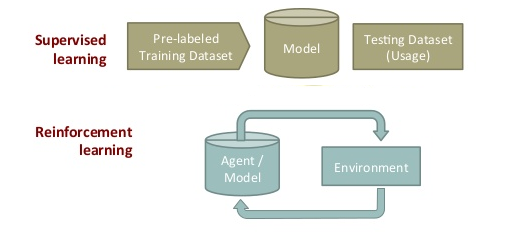 Supervised
learning
Pre-labeled
Training Dataset
Model
Testing Dataset
(Usage)
Reinforcement
learning
Agent /
Model
Environment